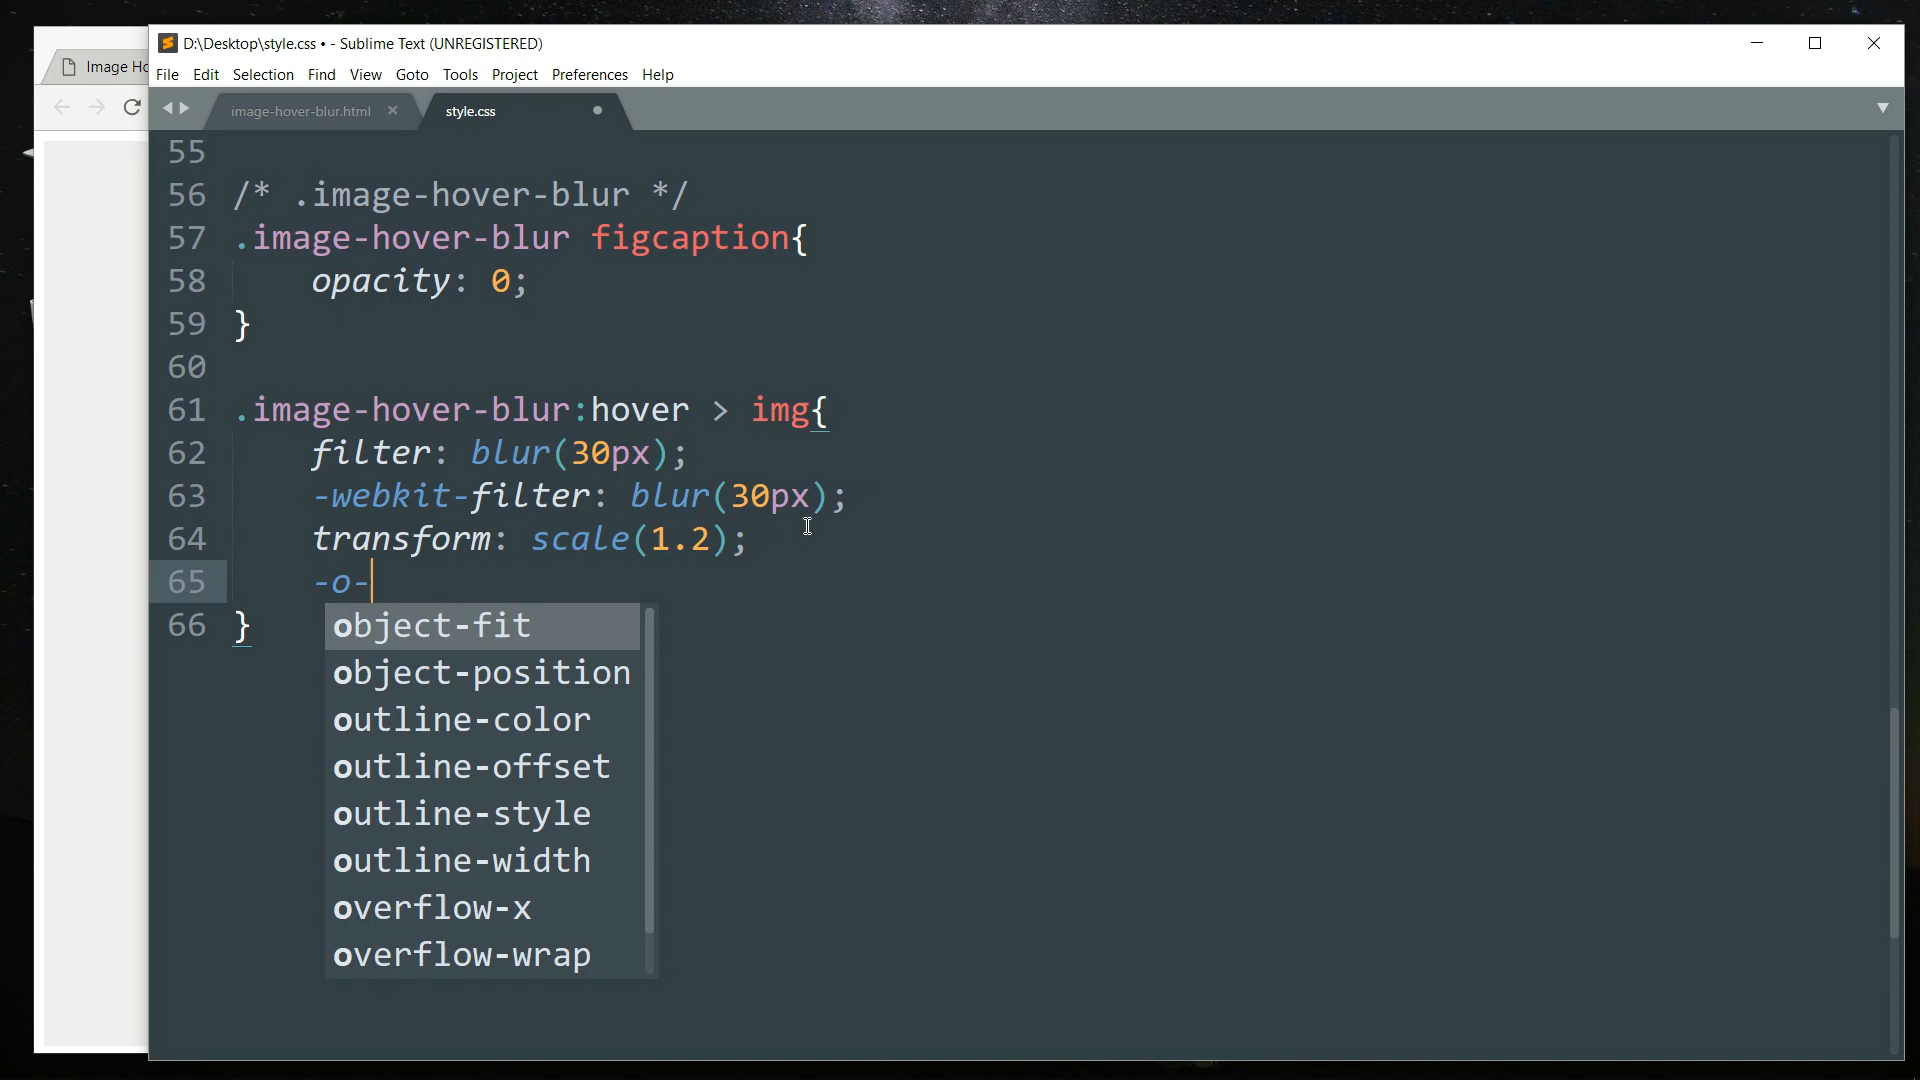 Image Ho
D:\Desktop\style.css • - Sublime Text (UNREGISTERED)
File Edit Selection Find View Goto Tools Project Preferences Help
image-hover-blur.html style.css
55
56 /* .image-hover-blur */
57 .image-hover-blur figcaption{
58 opacity: 0;
59 }
60
61 .image-hover-blur:hover > img{
62 filter: blur(30px);
63 -webkit-filter: blur(30px);
64 transform: scale(1.2);
65 -o-
66 }
object-fit
object-position
outline-color
outline-offset
outline-style
outline-width
overflow-x
overflow-wrap